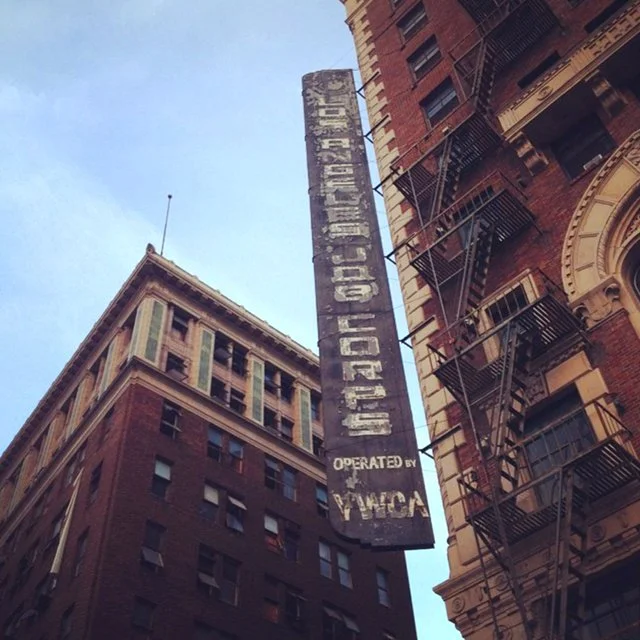 LOS ANGELES JOB CORPS
OPERATED BY
YWCA